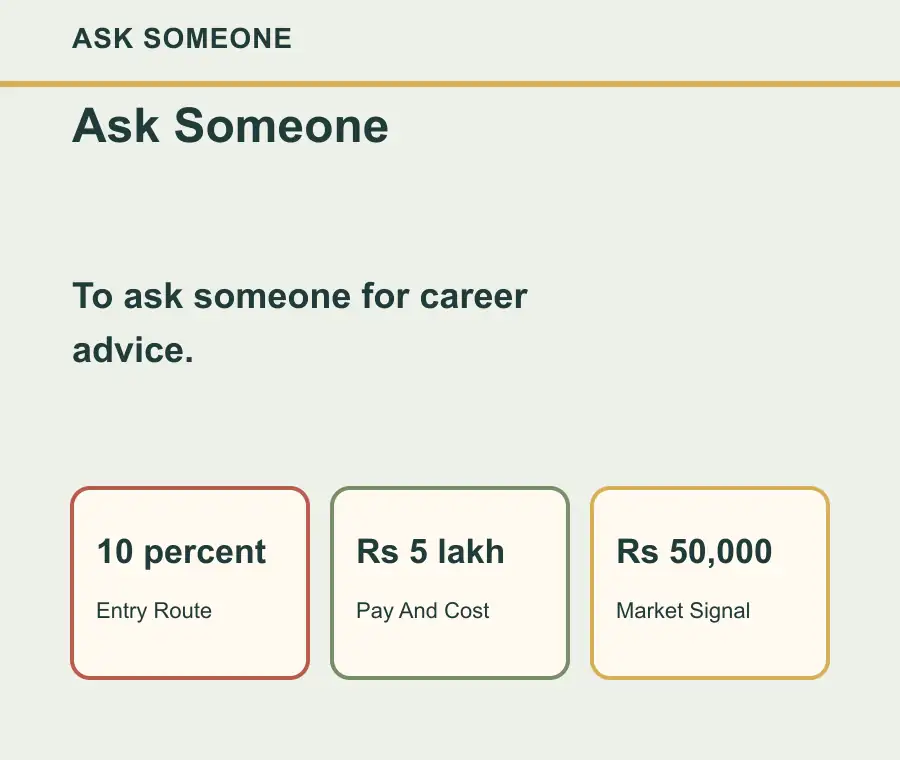 ASK SOMEONE
Ask Someone
To ask someone for career
advice.
10 percent
Entry Route
Rs 5 lakh
Pay And Cost
Rs 50,000
Market Signal